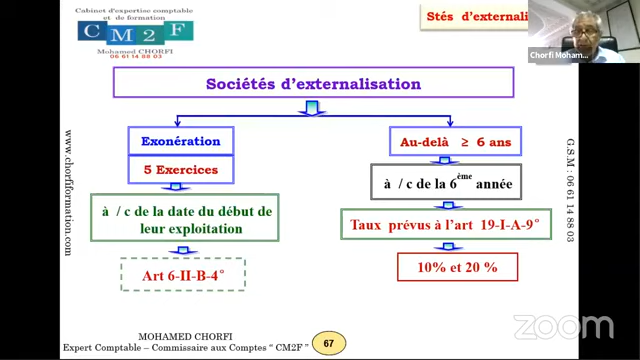 Cabinet d'expertise comptable
et de formation
CM2F
Mohamed CHORFI
06 61 14 88 03
Stés d'externali
Chorfi Moham...
Sociétés d'externalisation
Exonération
5 Exercices
à / c de la date du début de
leur exploitation
Art 6-II-B-4°
Au-delà ≥ 6 ans
à / c de la 6ème année
Taux prévus à l'art 19-I-A-9°
10% et 20 %
www.chorfiformation.com
G.S.M : 06 61 14 88 03
MOHAMED CHORFI
Expert Comptable – Commissaire aux Comptes " CM2F "
67
zoom